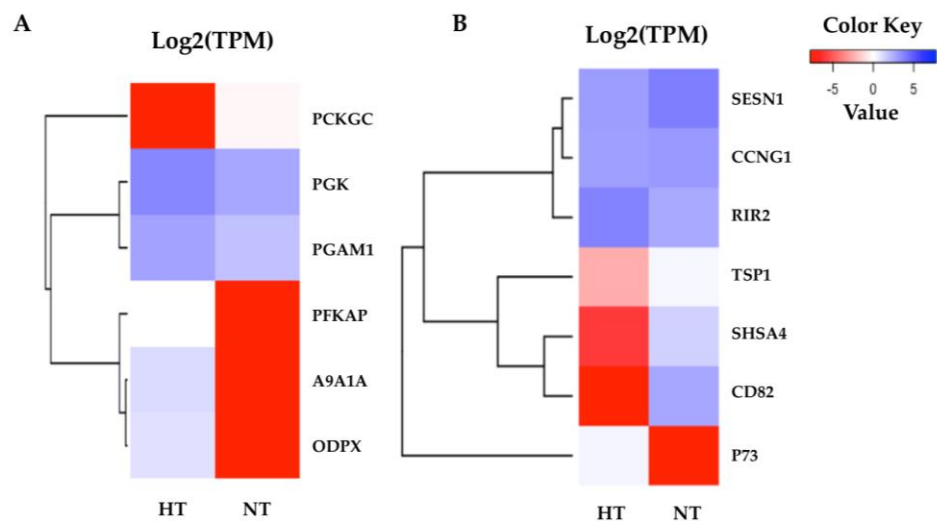 A
Log2(TPM)
PCKGC
PGK
PGAM1
PFKAP
A9A1A
ODPX
HT NT
B
Log2(TPM)
SESN1
CCNG1
RIR2
TSP1
SHSA4
CD82
P73
HT NT
Color Key
-5 0 5
Value